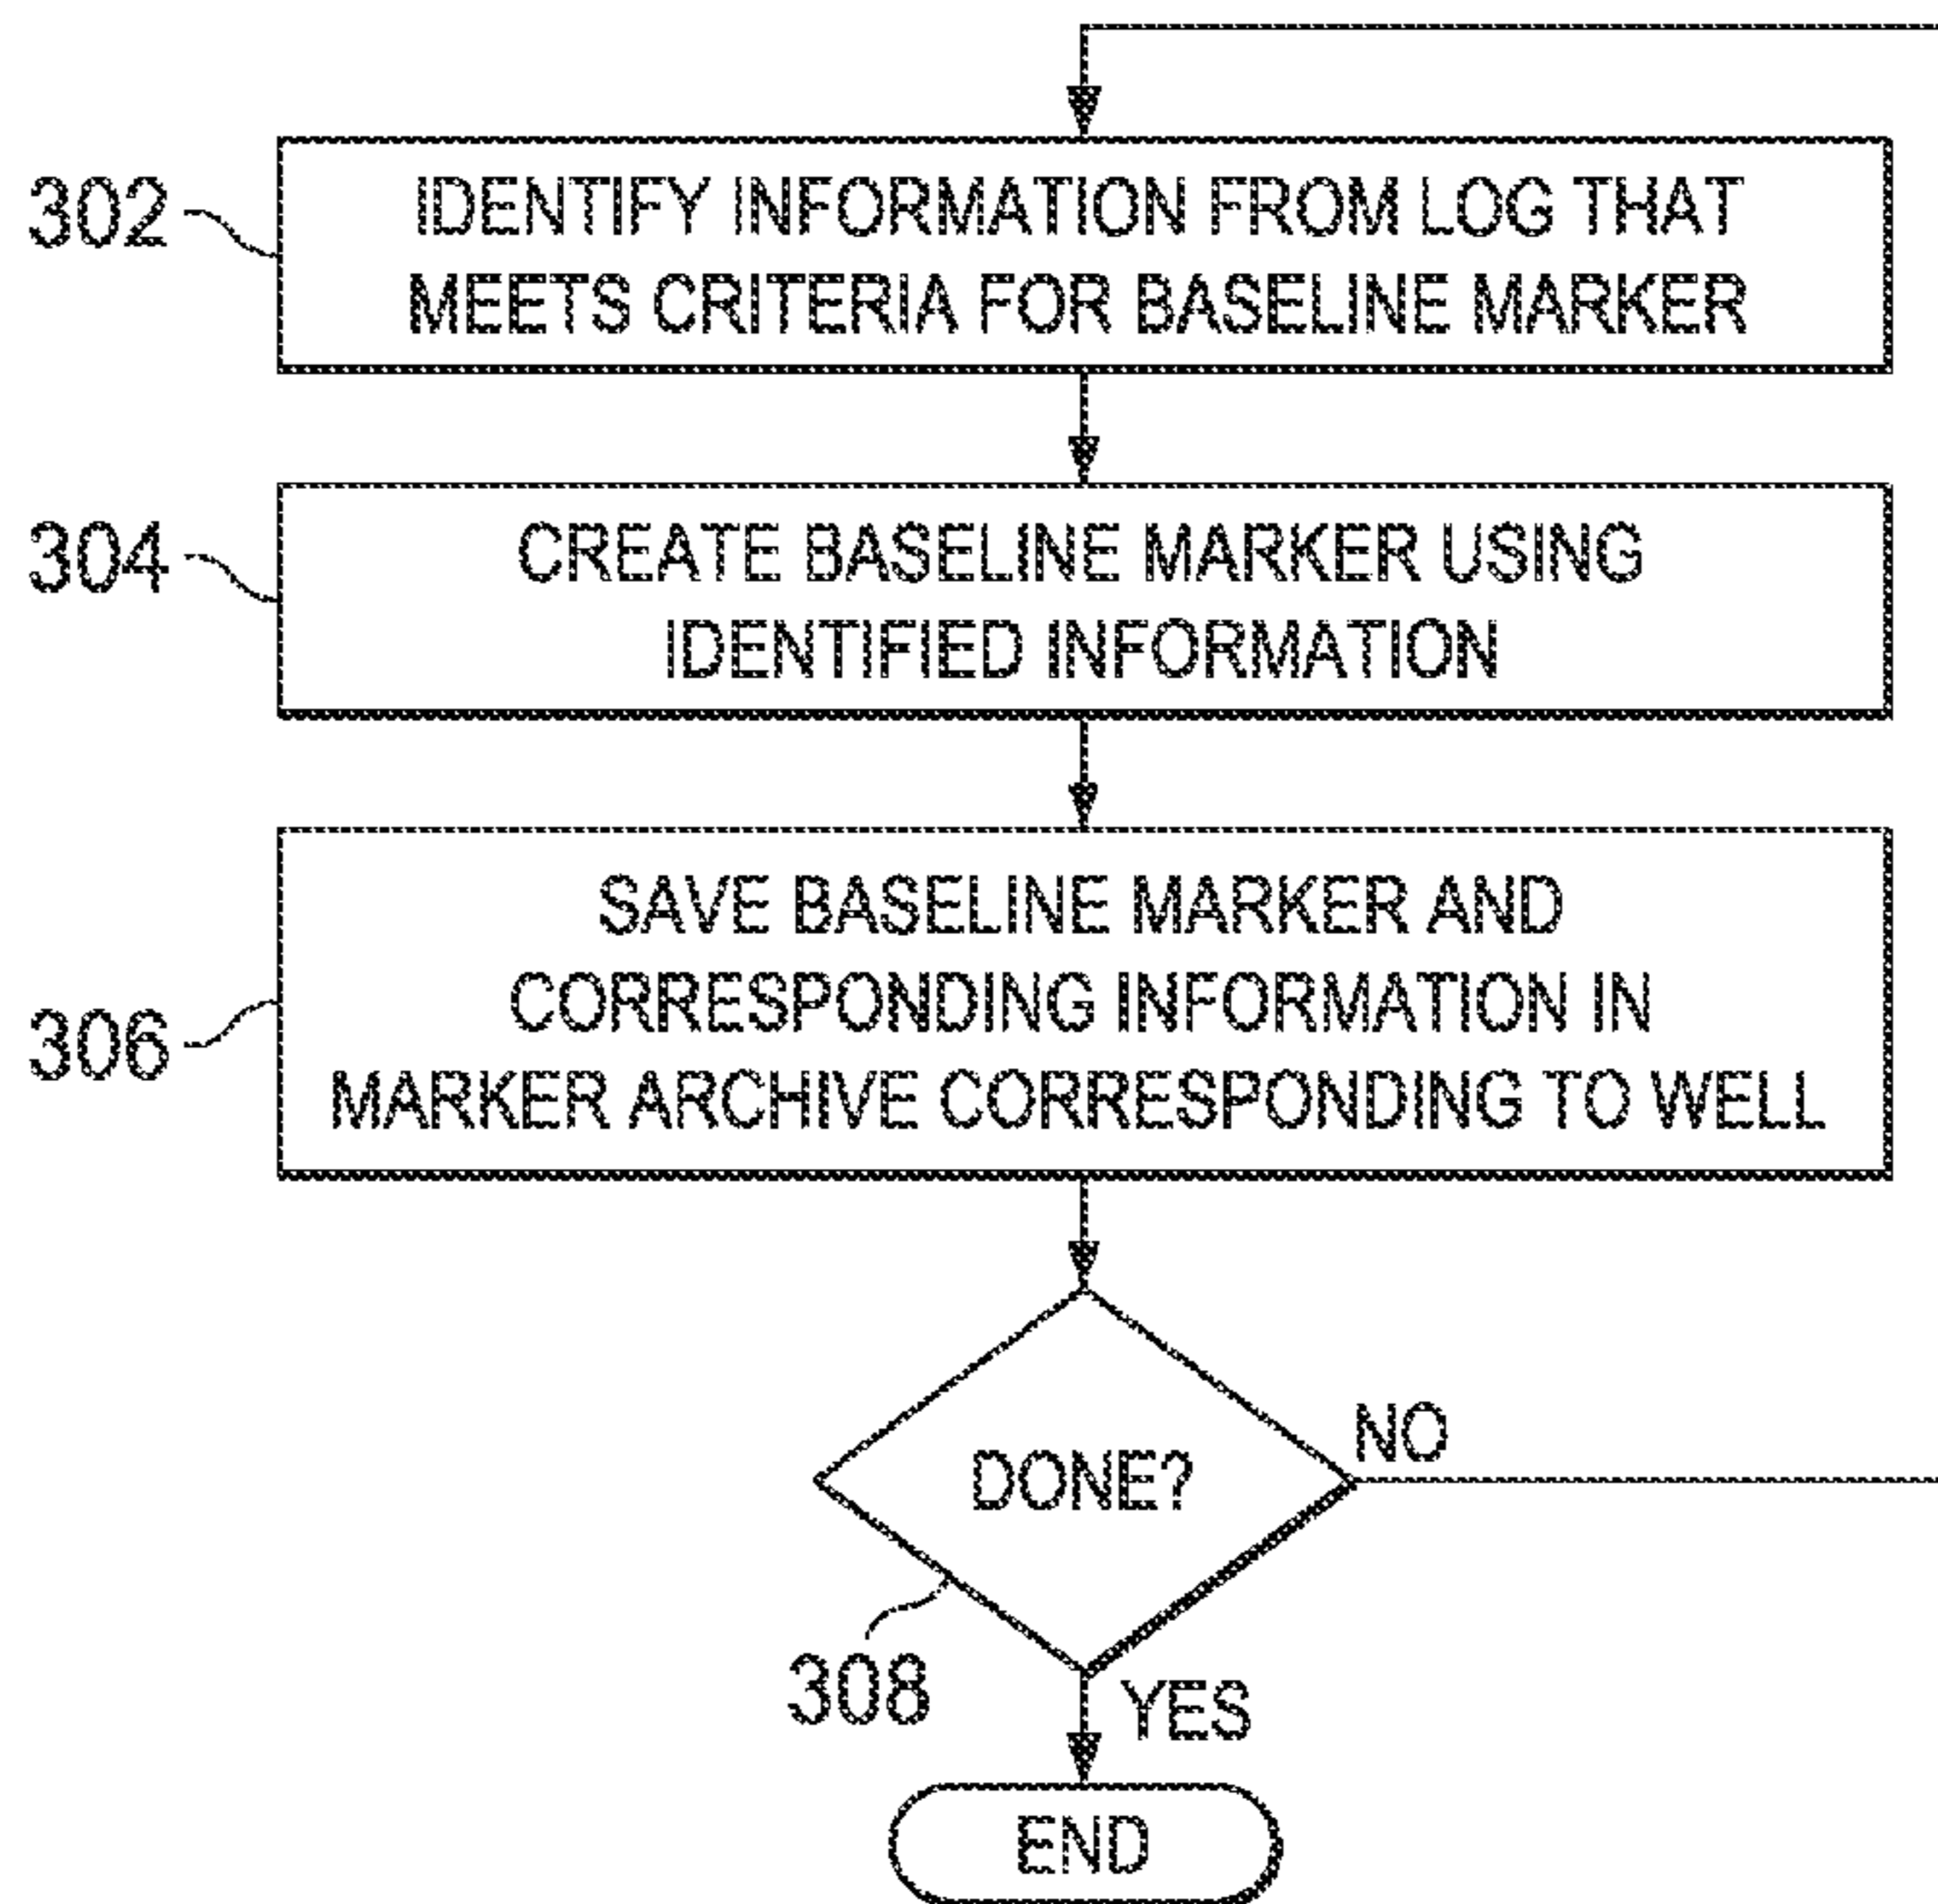 302
IDENTIFY INFORMATION FROM LOG THAT
MEETS CRITERIA FOR BASELINE MARKER
304
CREATE BASELINE MARKER USING
IDENTIFIED INFORMATION
306
SAVE BASELINE MARKER AND
CORRESPONDING INFORMATION IN
MARKER ARCHIVE CORRESPONDING TO WELL
DONE?
NO
308
YES
END